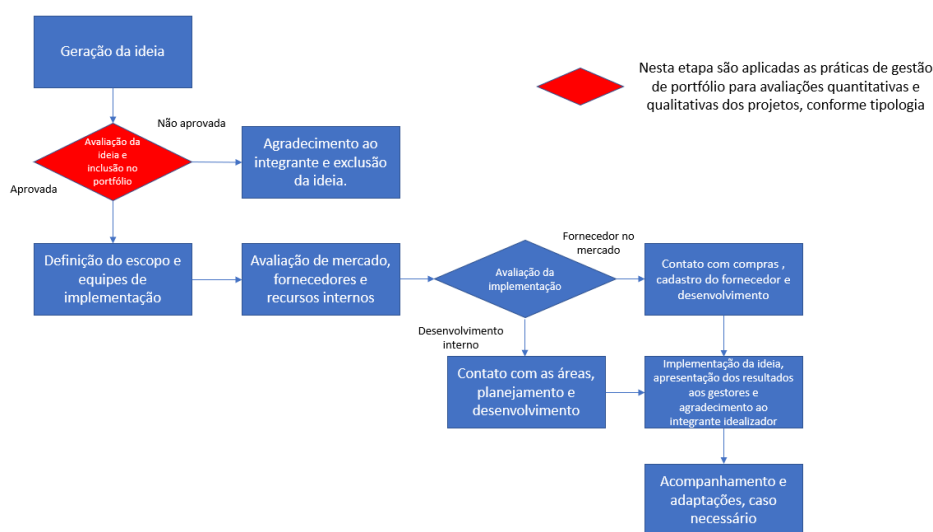 Geração da ideia
Nesta etapa são aplicadas as práticas de gestão
de portfólio para avaliações quantitativas e
qualitativas dos projetos, conforme tipologia
Não aprovada
Avaliação da
ideia e
inclusão no
portfólio
Agradecimento ao
integrante e exclusão
da ideia.
Aprovada
Fornecedor no
mercado
Definição do escopo e
equipes de
implementação
Avaliação de mercado,
fornecedores e
recursos internos
Avaliação da
implementação
Contato com compras ,
cadastro do fornecedor e
desenvolvimento
Desenvolvimento
interno
Contato com as áreas,
planejamento e
desenvolvimento
Implementação da ideia,
apresentação dos resultados
aos gestores e
agradecimento ao
integrante idealizador
Acompanhamento e
adaptações, caso
necessário